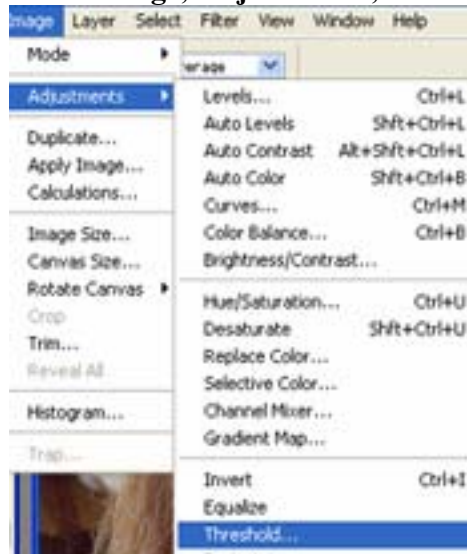 Image Layer Select Filter View Window Help
Mode
Adjustments
Duplicate...
Apply Image...
Calculations...
Image Size...
Canvas Size...
Rotate Canvas
Crop
Trim...
Reveal All
Histogram...
Trap...
erage
Levels... Ctrl+L
Auto Levels Shft+Ctrl+L
Auto Contrast Alt+Shft+Ctrl+L
Auto Color Shft+Ctrl+B
Curves... Ctrl+M
Color Balance... Ctrl+B
Brightness/Contrast...
Hue/Saturation... Ctrl+U
Desaturate Shft+Ctrl+U
Replace Color...
Selective Color...
Channel Mixer...
Gradient Map...
Invert Ctrl+I
Equalize
Threshold...